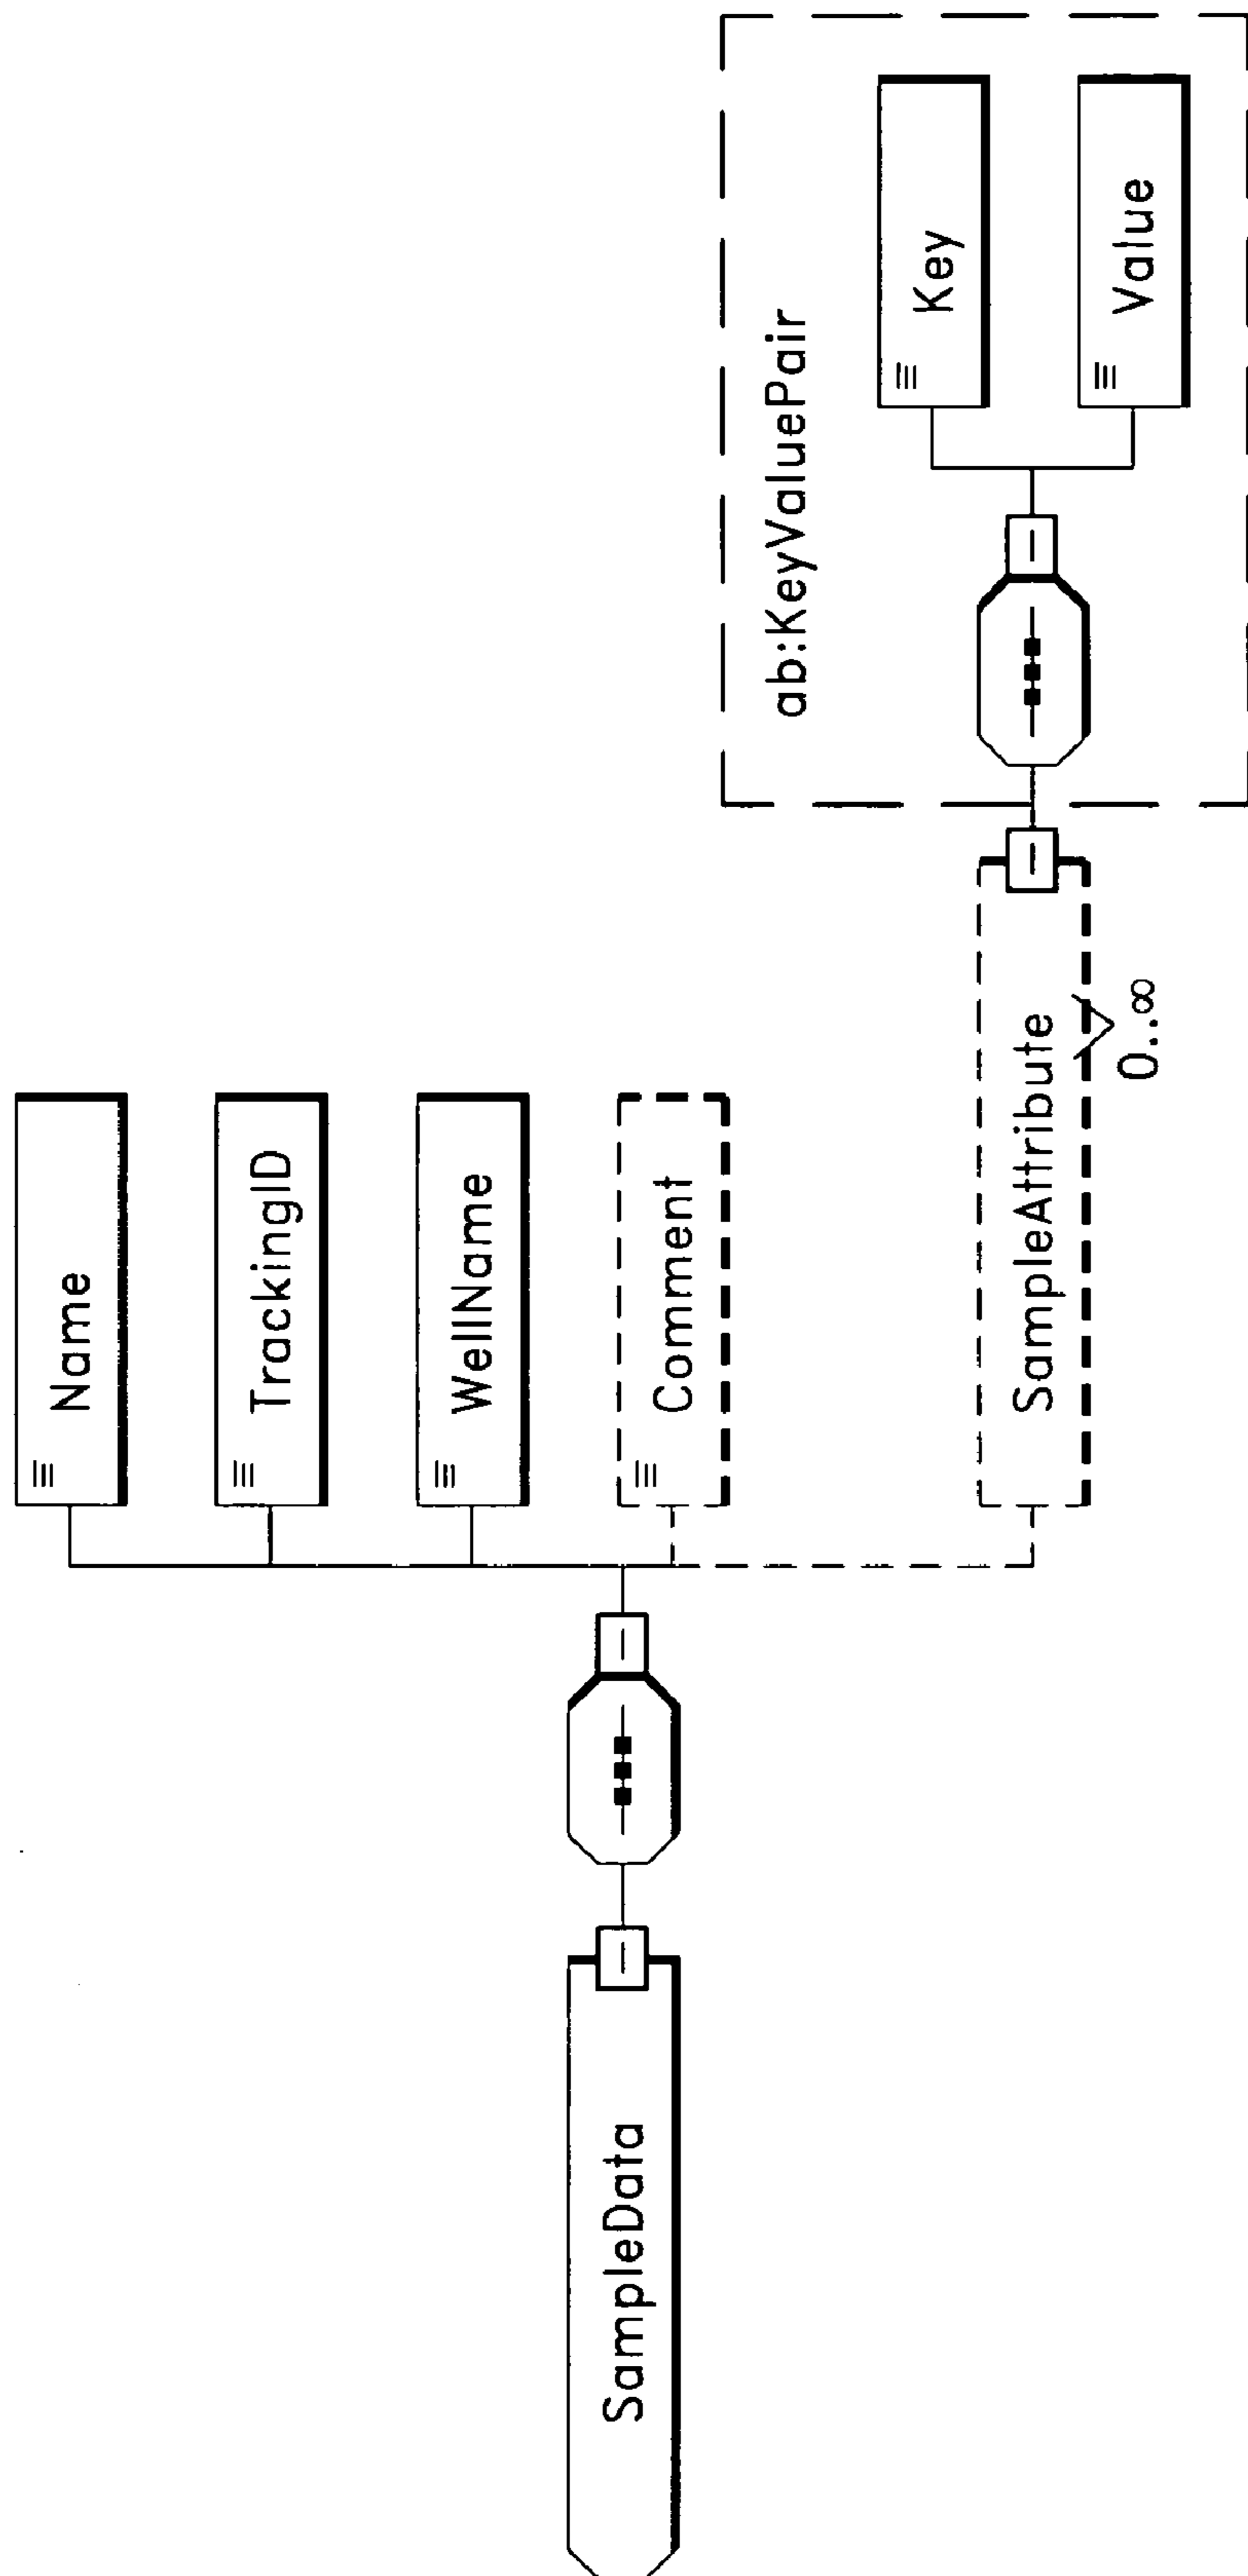 SampleData
Name
TrackingID
WellName
Comment
SampleAttribute
0..∞
ab:KeyValuePair
Key
Value